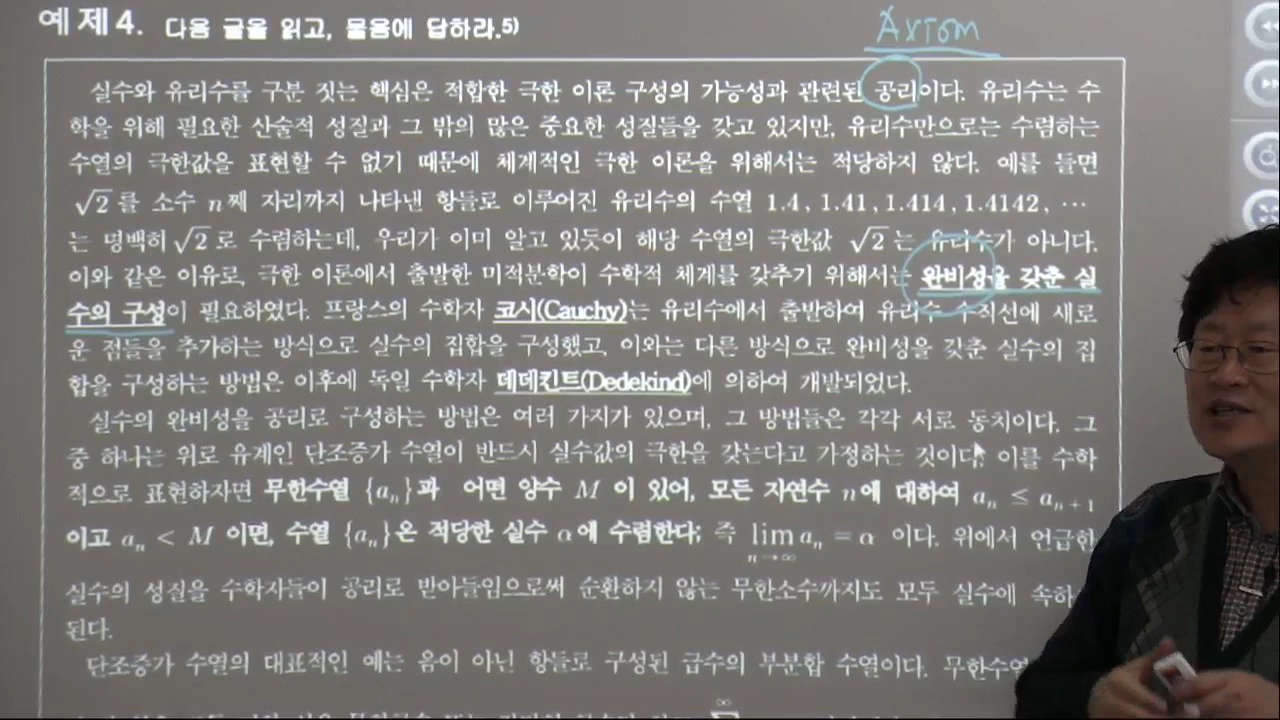 예제4. 다음 글을 읽고, 물음에 답하라.5)
Axiom
실수와 유리수를 구분 짓는 핵심은 적합한 극한 이론 구성의 가능성과 관련된 공리이다. 유리수는 수
학을 위해 필요한 산술적 성질과 그 밖의 많은 중요한 성질들을 갖고 있지만, 유리수만으로는 수렴하는
수열의 극한값을 표현할 수 없기 때문에 체계적인 극한 이론을 위해서는 적당하지 않다. 예를 들면
√2 를 소수 n째 자리까지 나타낸 항들로 이루어진 유리수의 수열 1.4, 1.41, 1.414, 1.4142, ⋯
는 명백히 √2 로 수렴하는데, 우리가 이미 알고 있듯이 해당 수열의 극한값 √2 는 유리수가 아니다.
이와 같은 이유로, 극한 이론에서 출발한 미적분학이 수학적 체계를 갖추기 위해서는 완비성을 갖춘 실
수의 구성이 필요하였다. 프랑스의 수학자 코시(Cauchy)는 유리수에서 출발하여 유리수 수직선에 새로
운 점들을 추가하는 방식으로 실수의 집합을 구성했고, 이와는 다른 방식으로 완비성을 갖춘 실수의 집
합을 구성하는 방법은 이후에 독일 수학자 데데킨트(Dedekind)에 의하여 개발되었다.
실수의 완비성을 공리로 구성하는 방법은 여러 가지가 있으며, 그 방법들은 각각 서로 동치이다. 그
중 하나는 위로 유계인 단조증가 수열이 반드시 실수값의 극한을 갖는다고 가정하는 것이다. 이를 수학
적으로 표현하자면 무한수열 {aₙ}과 어떤 양수 M 이 있어, 모든 자연수 n에 대하여 aₙ ≤ aₙ₊₁
이고 aₙ < M 이면, 수열 {aₙ}은 적당한 실수 α에 수렴한다; 즉 lim n→∞ aₙ = α 이다. 위에서 언급한
실수의 성질을 수학자들이 공리로 받아들임으로써 순환하지 않는 무한소수까지도 모두 실수에 속하
된다.
단조증가 수열의 대표적인 예는 음이 아닌 항들로 구성된 급수의 부분합 수열이다. 무한수열
∞